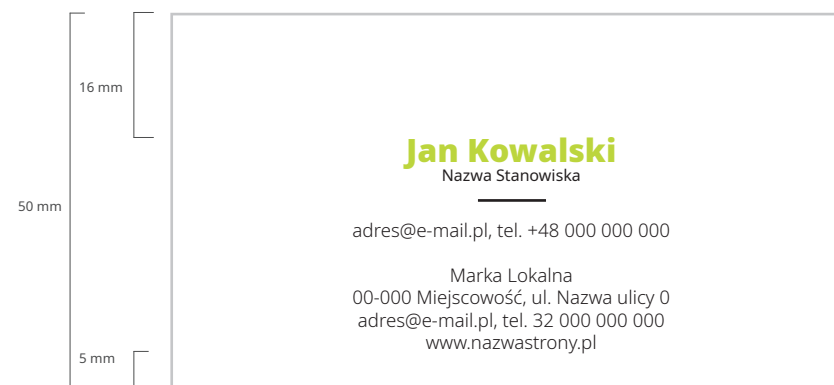 16 mm
50 mm
5 mm
Jan Kowalski
Nazwa Stanowiska
adres@e-mail.pl, tel. +48 000 000 000
Marka Lokalna
00-000 Miejscowość, ul. Nazwa ulicy 0
adres@e-mail.pl, tel. 32 000 000 000
www.nazwastrony.pl